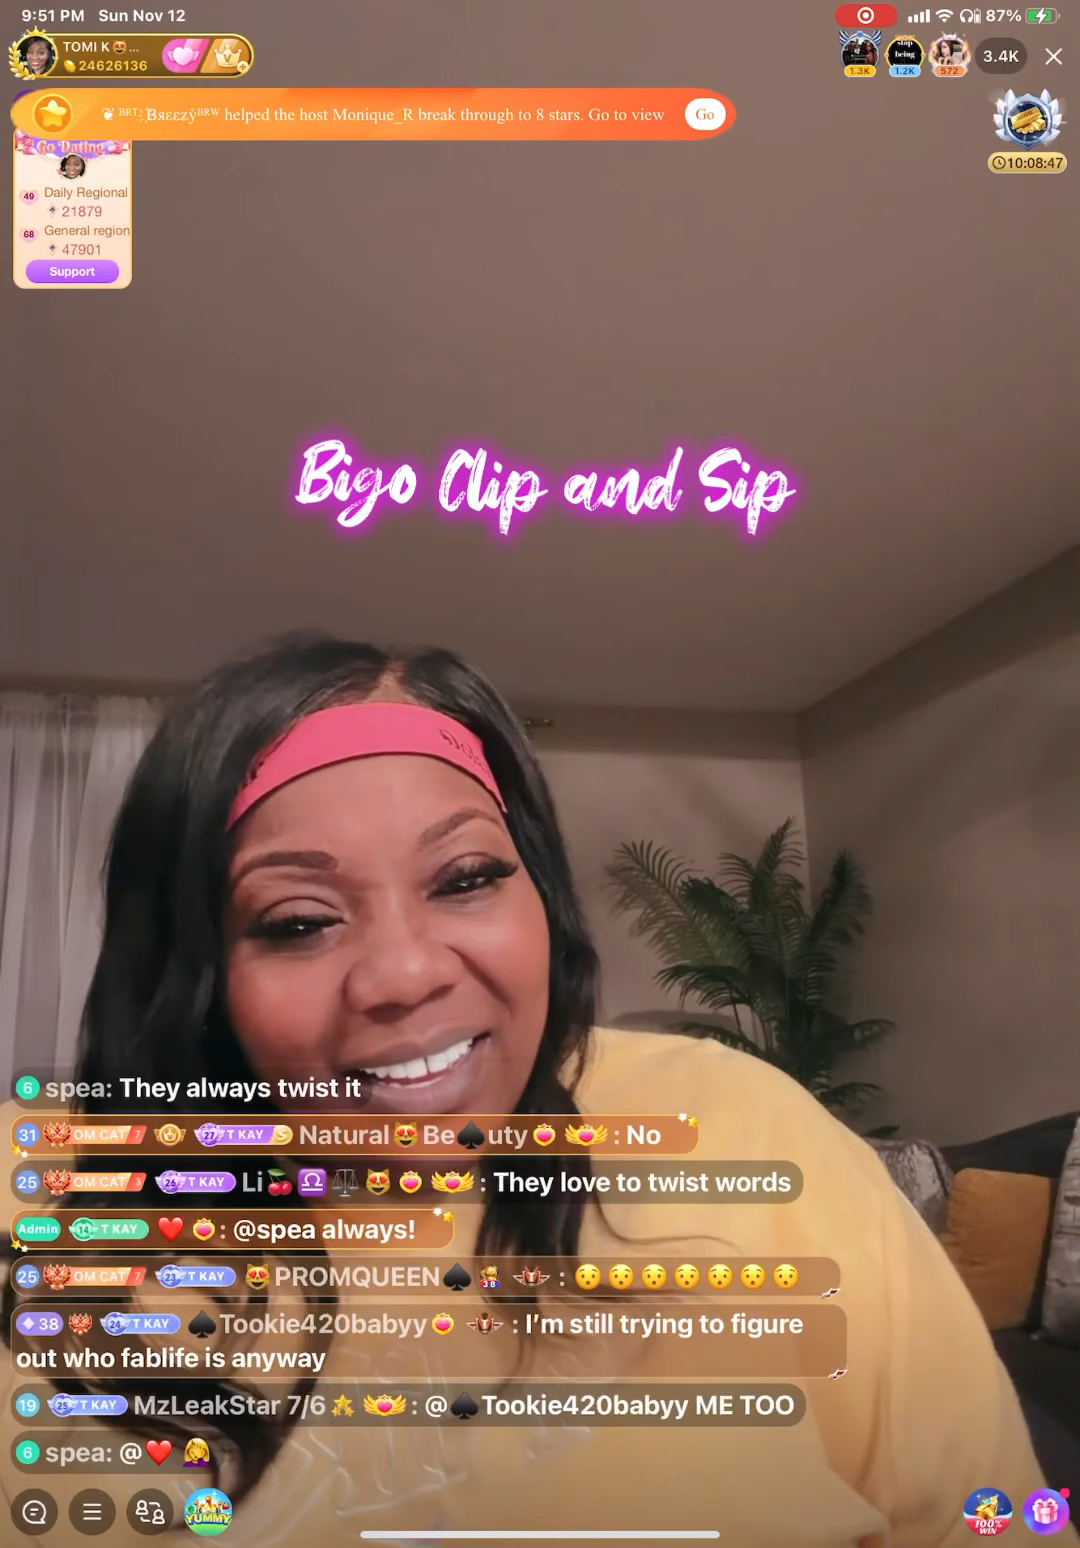 9:51 PM Sun Nov 12
87%
TOMI K😻...
24626136
1.3K
stop being
1.2K
572
3.4K
❦ ᴮᴿᵀ Bʀɛɛzyᴮᴿᵂ helped the host Monique_R break through to 8 stars. Go to view
Go
10:08:47
Go Dating
49 Daily Regional
21879
68 General region
47901
Support
Bigo Clip and Sip
6 spea: They always twist it
31 OM CAT 7 27 T KAY S Natural😻Be♠uty : No
25 OM CAT 3 26 T KAY Li🍒♎⚖😻 : They love to twist words
Admin 14 T KAY ❤️ : @spea always!
25 OM CAT 7 23 T KAY 😻PROMQUEEN♠ : 😯😯😯😯😯😯😯
38 24 T KAY ♠Tookie420babyy : I’m still trying to figure
out who fablife is anyway
19 25 T KAY MzLeakStar 7/6 : @♠Tookie420babyy ME TOO
6 spea: @❤️ 🤦‍♀️
YUMMY
100% WIN